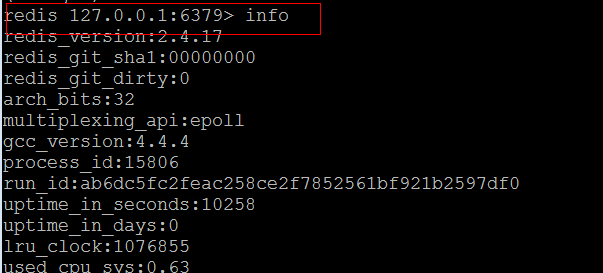 redis 127.0.0.1:6379> info
redis_version:2.4.17
redis_git_sha1:00000000
redis_git_dirty:0
arch_bits:32
multiplexing_api:epoll
gcc_version:4.4.4
process_id:15806
run_id:ab6dc5fc2feac258ce2f7852561bf921b2597df0
uptime_in_seconds:10258
uptime_in_days:0
lru_clock:1076855
used_cpu_sys:0.63